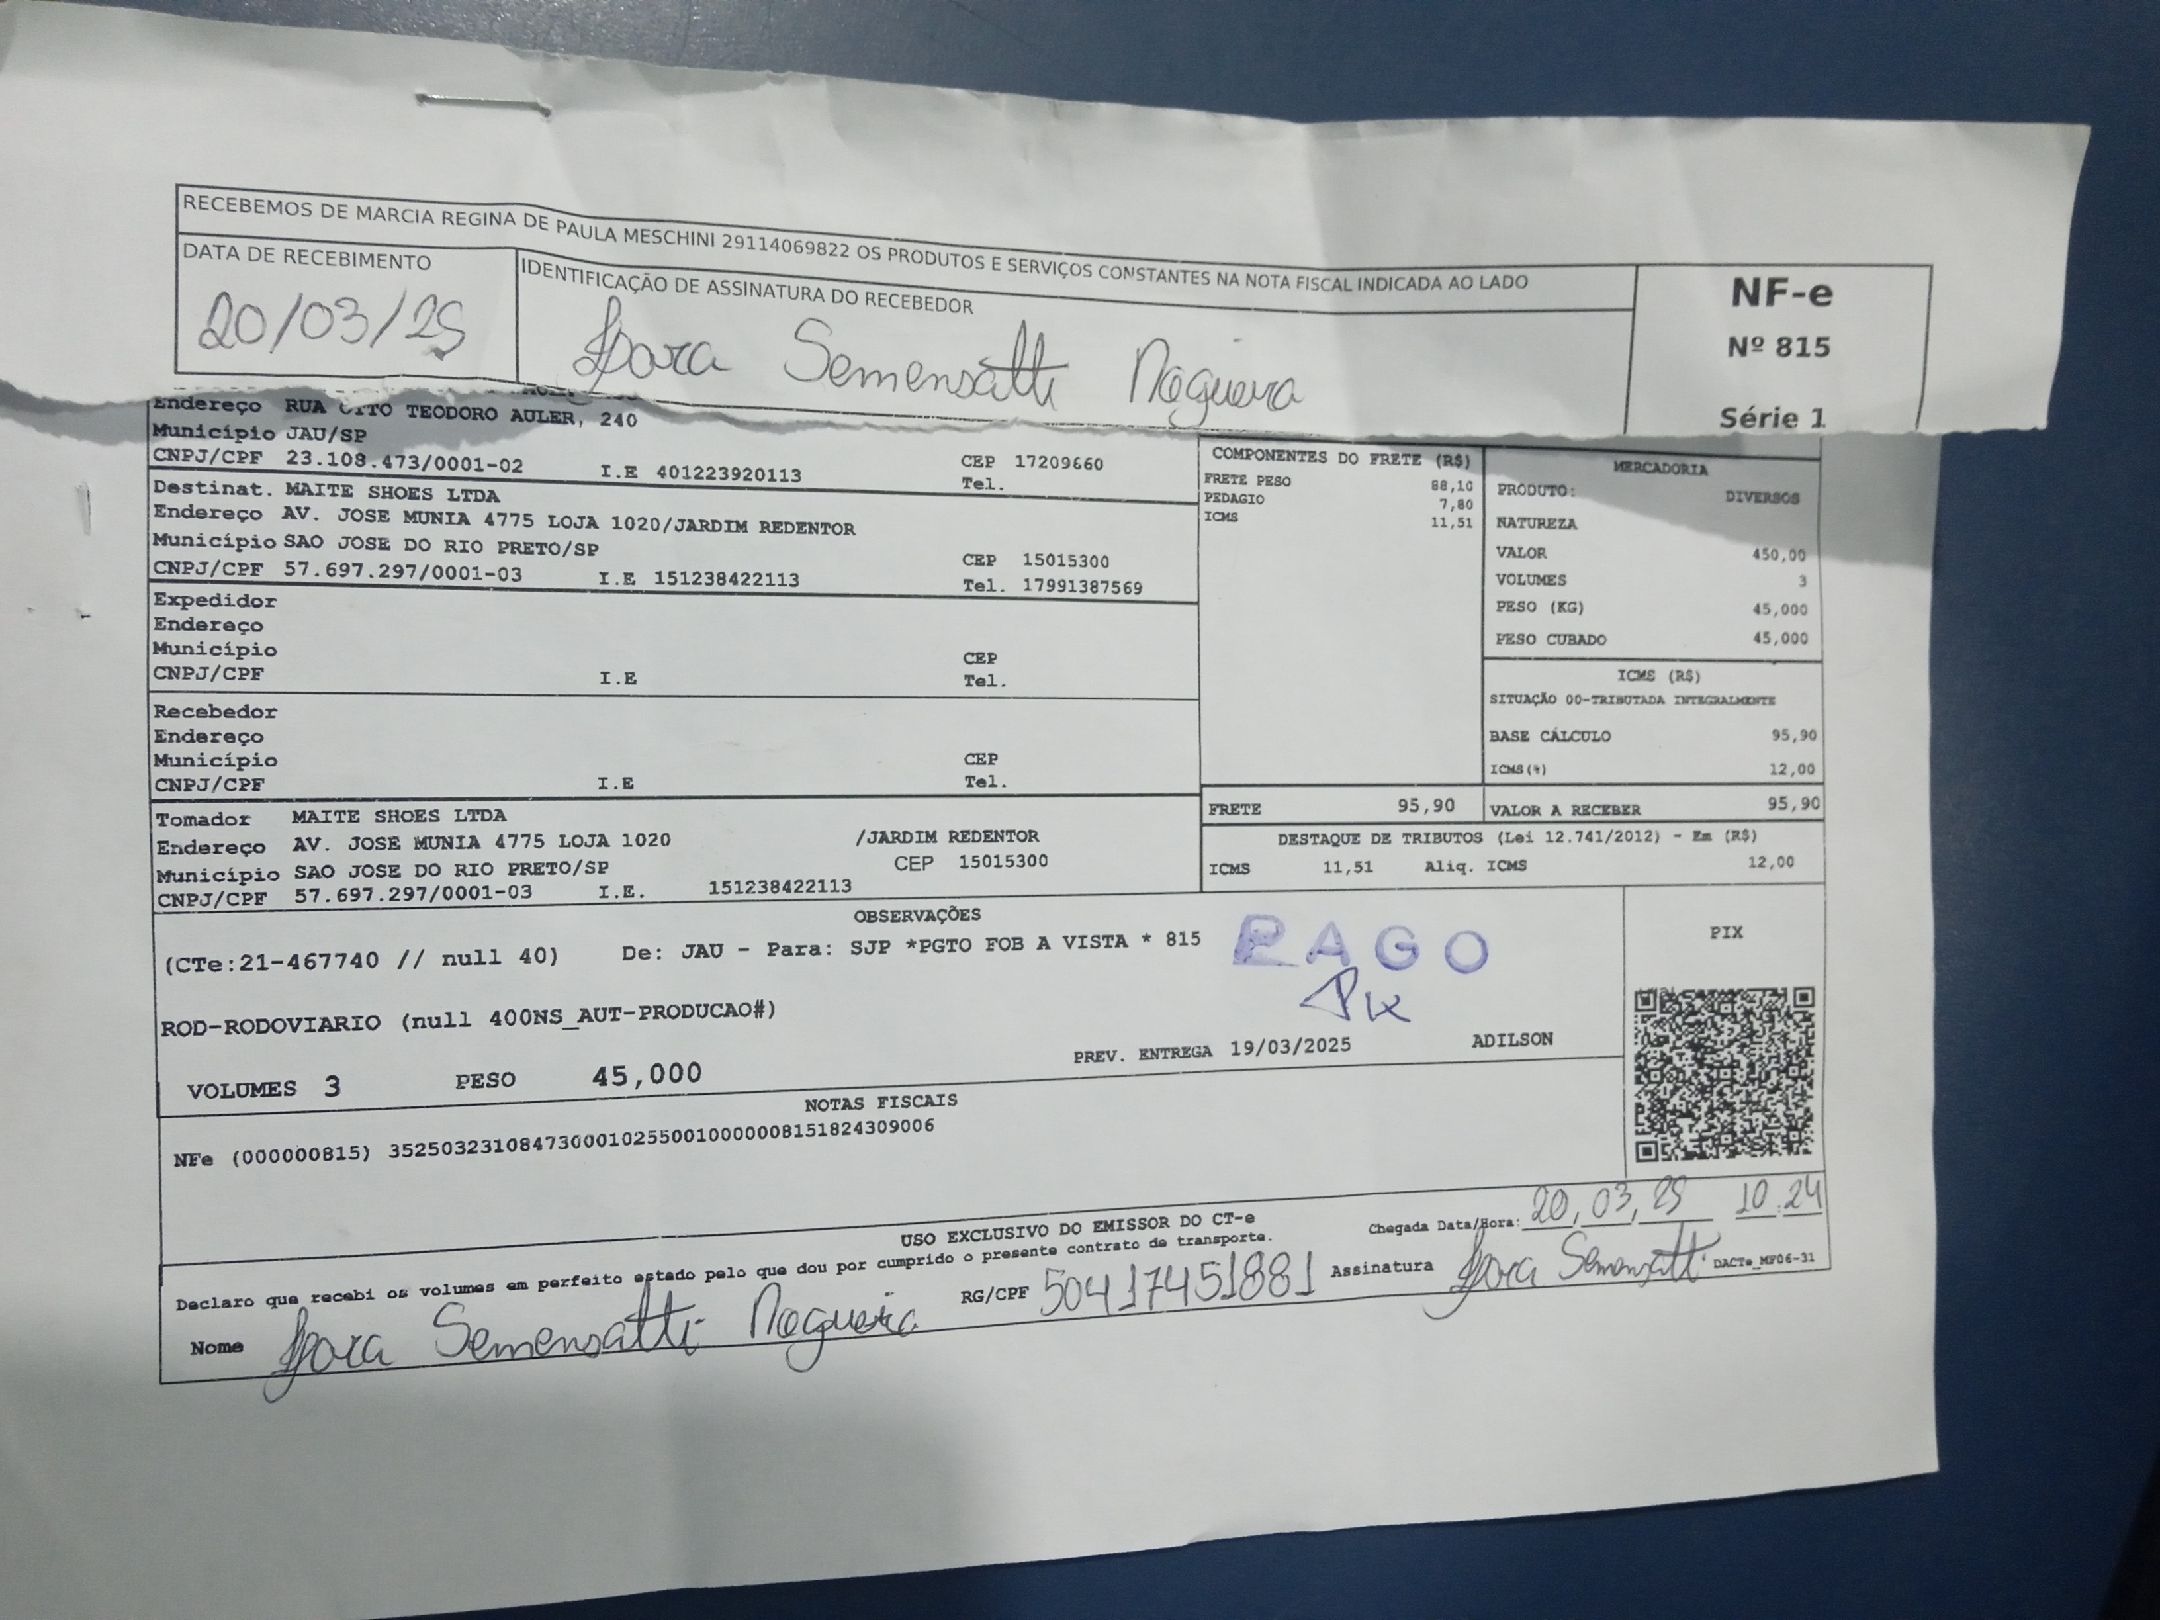 RECEBEMOS DE MARCIA REGINA DE PAULA MESCHINI 29114069822 OS PRODUTOS E SERVIÇOS CONSTANTES NA NOTA FISCAL INDICADA AO LADO
DATA DE RECEBIMENTO
20/03/25
IDENTIFICAÇÃO DE ASSINATURA DO RECEBEDOR
Semensatti Nogueira
NF-e
Nº 815
Série 1
Endereço RUA CITO TEODORO AULER, 240
Município JAU/SP
CNPJ/CPF 23.108.473/0001-02 I.E 401223920113
CEP 17209660
Tel.
Destinat. MAITE SHOES LTDA
Endereço AV. JOSE MUNIA 4775 LOJA 1020/JARDIM REDENTOR
Município SAO JOSE DO RIO PRETO/SP
CEP 15015300
CNPJ/CPF 57.697.297/0001-03 I.E 151238422113
Tel. 17991387569
Expedidor
Endereço
Município
CEP
CNPJ/CPF I.E Tel.
Recebedor
Endereço
Município
CEP
CNPJ/CPF I.E Tel.
Tomador MAITE SHOES LTDA
Endereço AV. JOSE MUNIA 4775 LOJA 1020 /JARDIM REDENTOR
Município SAO JOSE DO RIO PRETO/SP CEP 15015300
CNPJ/CPF 57.697.297/0001-03 I.E. 151238422113
COMPONENTES DO FRETE (R$)
FRETE PESO 88,10
PEDAGIO 7,80
ICMS 11,51
MERCADORIA
PRODUTO: DIVERSOS
NATUREZA
VALOR 450,00
VOLUMES 3
PESO (KG) 45,000
PESO CUBADO 45,000
ICMS (R$)
SITUAÇÃO 00-TRIBUTADA INTEGRALMENTE
BASE CÁLCULO 95,90
ICMS(%) 12,00
FRETE 95,90
VALOR A RECEBER 95,90
DESTAQUE DE TRIBUTOS (Lei 12.741/2012) - Em (R$)
ICMS 11,51 Aliq. ICMS 12,00
OBSERVAÇÕES
(CTe:21-467740 // null 40) De: JAU - Para: SJP *PGTO FOB A VISTA * 815
PAGO
Pix
ROD-RODOVIARIO (null 400NS_AUT-PRODUCAO#)
PREV. ENTREGA 19/03/2025 ADILSON
VOLUMES 3 PESO 45,000
PIX
NOTAS FISCAIS
NFe (000000815) 35250323108473000102550010000008151824309006
USO EXCLUSIVO DO EMISSOR DO CT-e
Chegada Data/Hora: 20,03,25 10:24
Declaro que recebi os volumes em perfeito estado pelo que dou por cumprido o presente contrato de transporte.
Nome Semensatti Nogueira
RG/CPF 50417451881
Assinatura Semensatti
DACTe_MF06-31